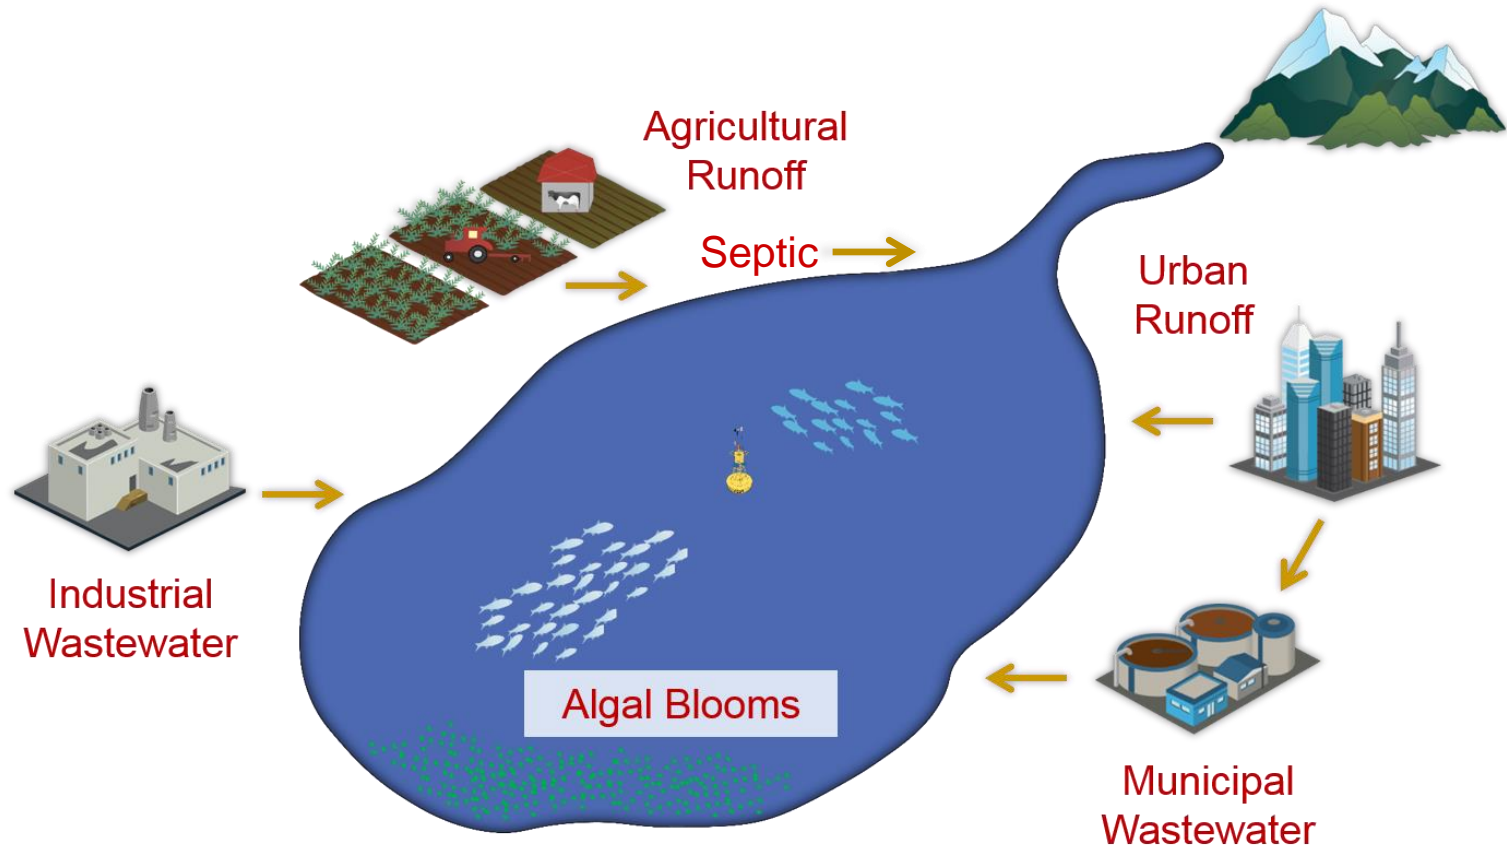 Agricultural
Runoff
Septic
Urban
Runoff
Industrial
Wastewater
Algal Blooms
Municipal
Wastewater